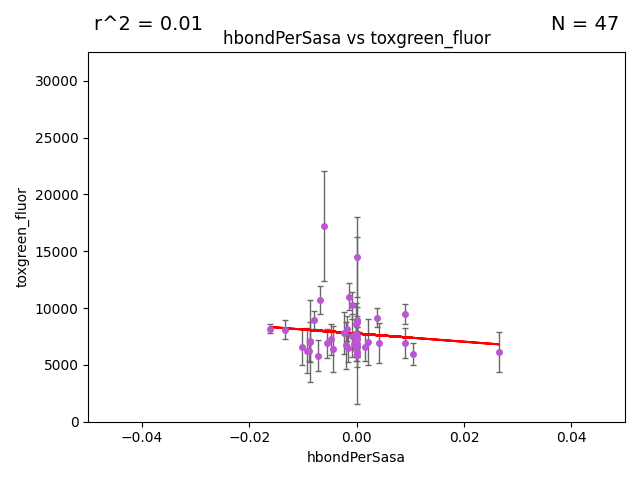 r^2 = 0.01
N = 47
hbondPerSasa vs toxgreen_fluor
30000
25000
20000
15000
10000
5000
0
toxgreen_fluor
−0.04
−0.02
0.00
0.02
0.04
hbondPerSasa